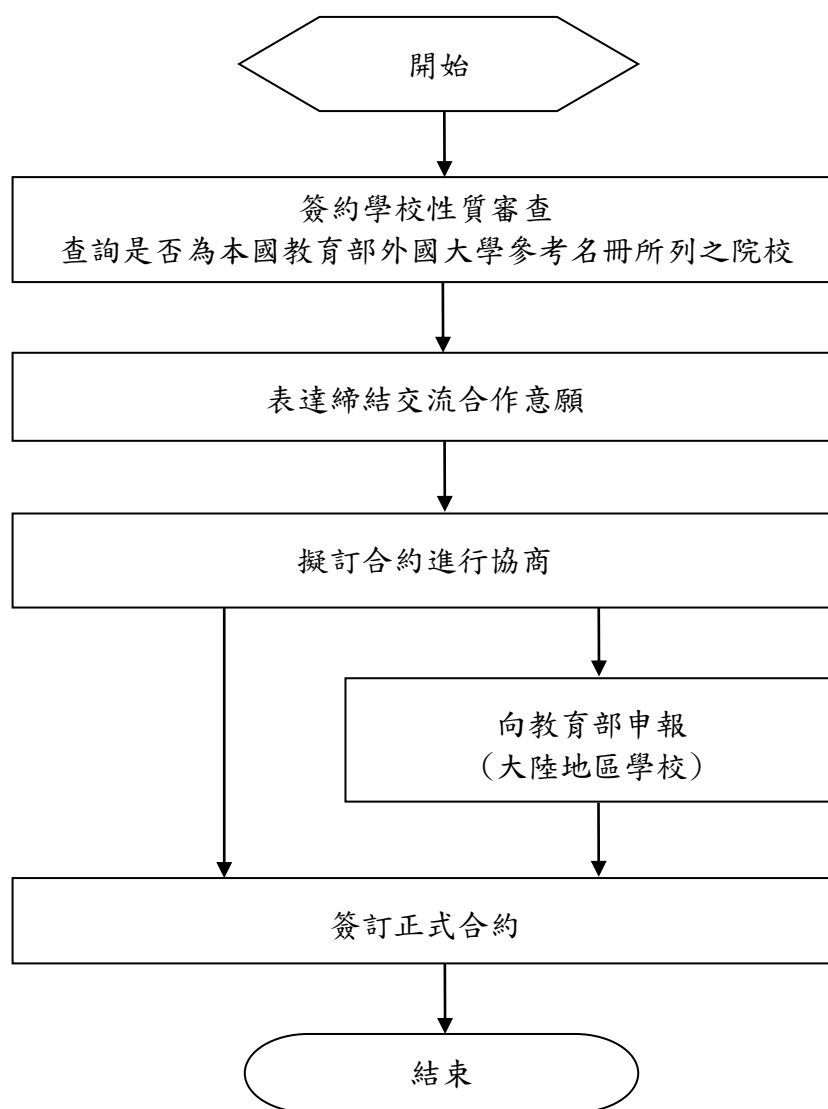 開始
簽約學校性質審查
查詢是否為本國教育部外國大學參考名冊所列之院校
表達締結交流合作意願
擬訂合約進行協商
向教育部申報
（大陸地區學校）
簽訂正式合約
結束